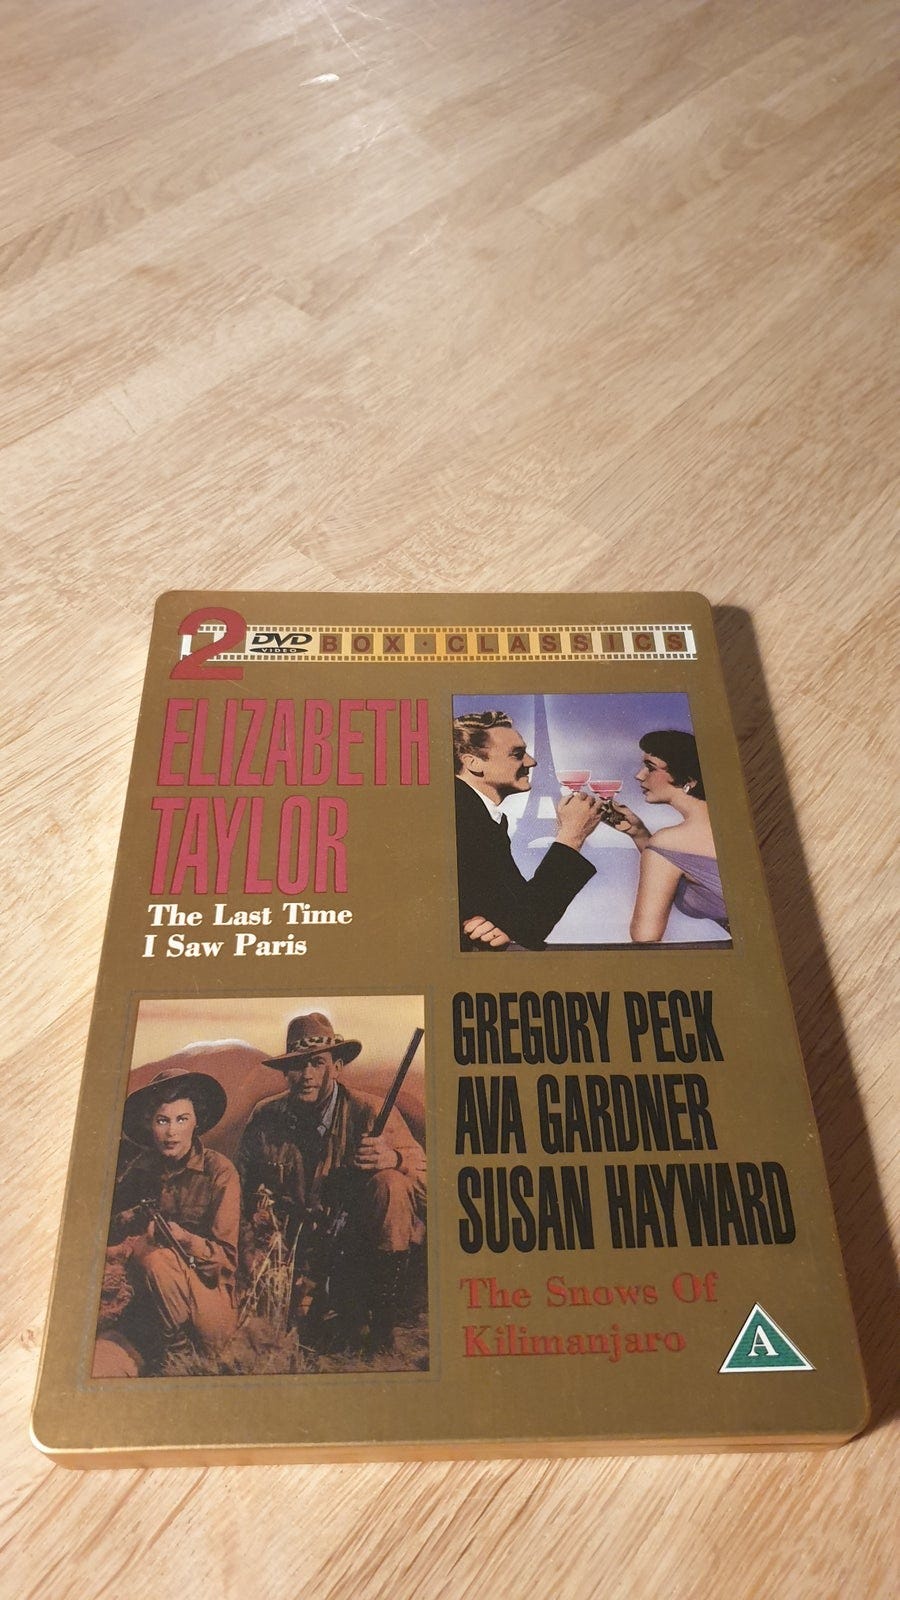 2 DVD VIDEO BOX · CLASSICS
ELIZABETH
TAYLOR
The Last Time
I Saw Paris
GREGORY PECK
AVA GARDNER
SUSAN HAYWARD
The Snows Of
Kilimanjaro
A